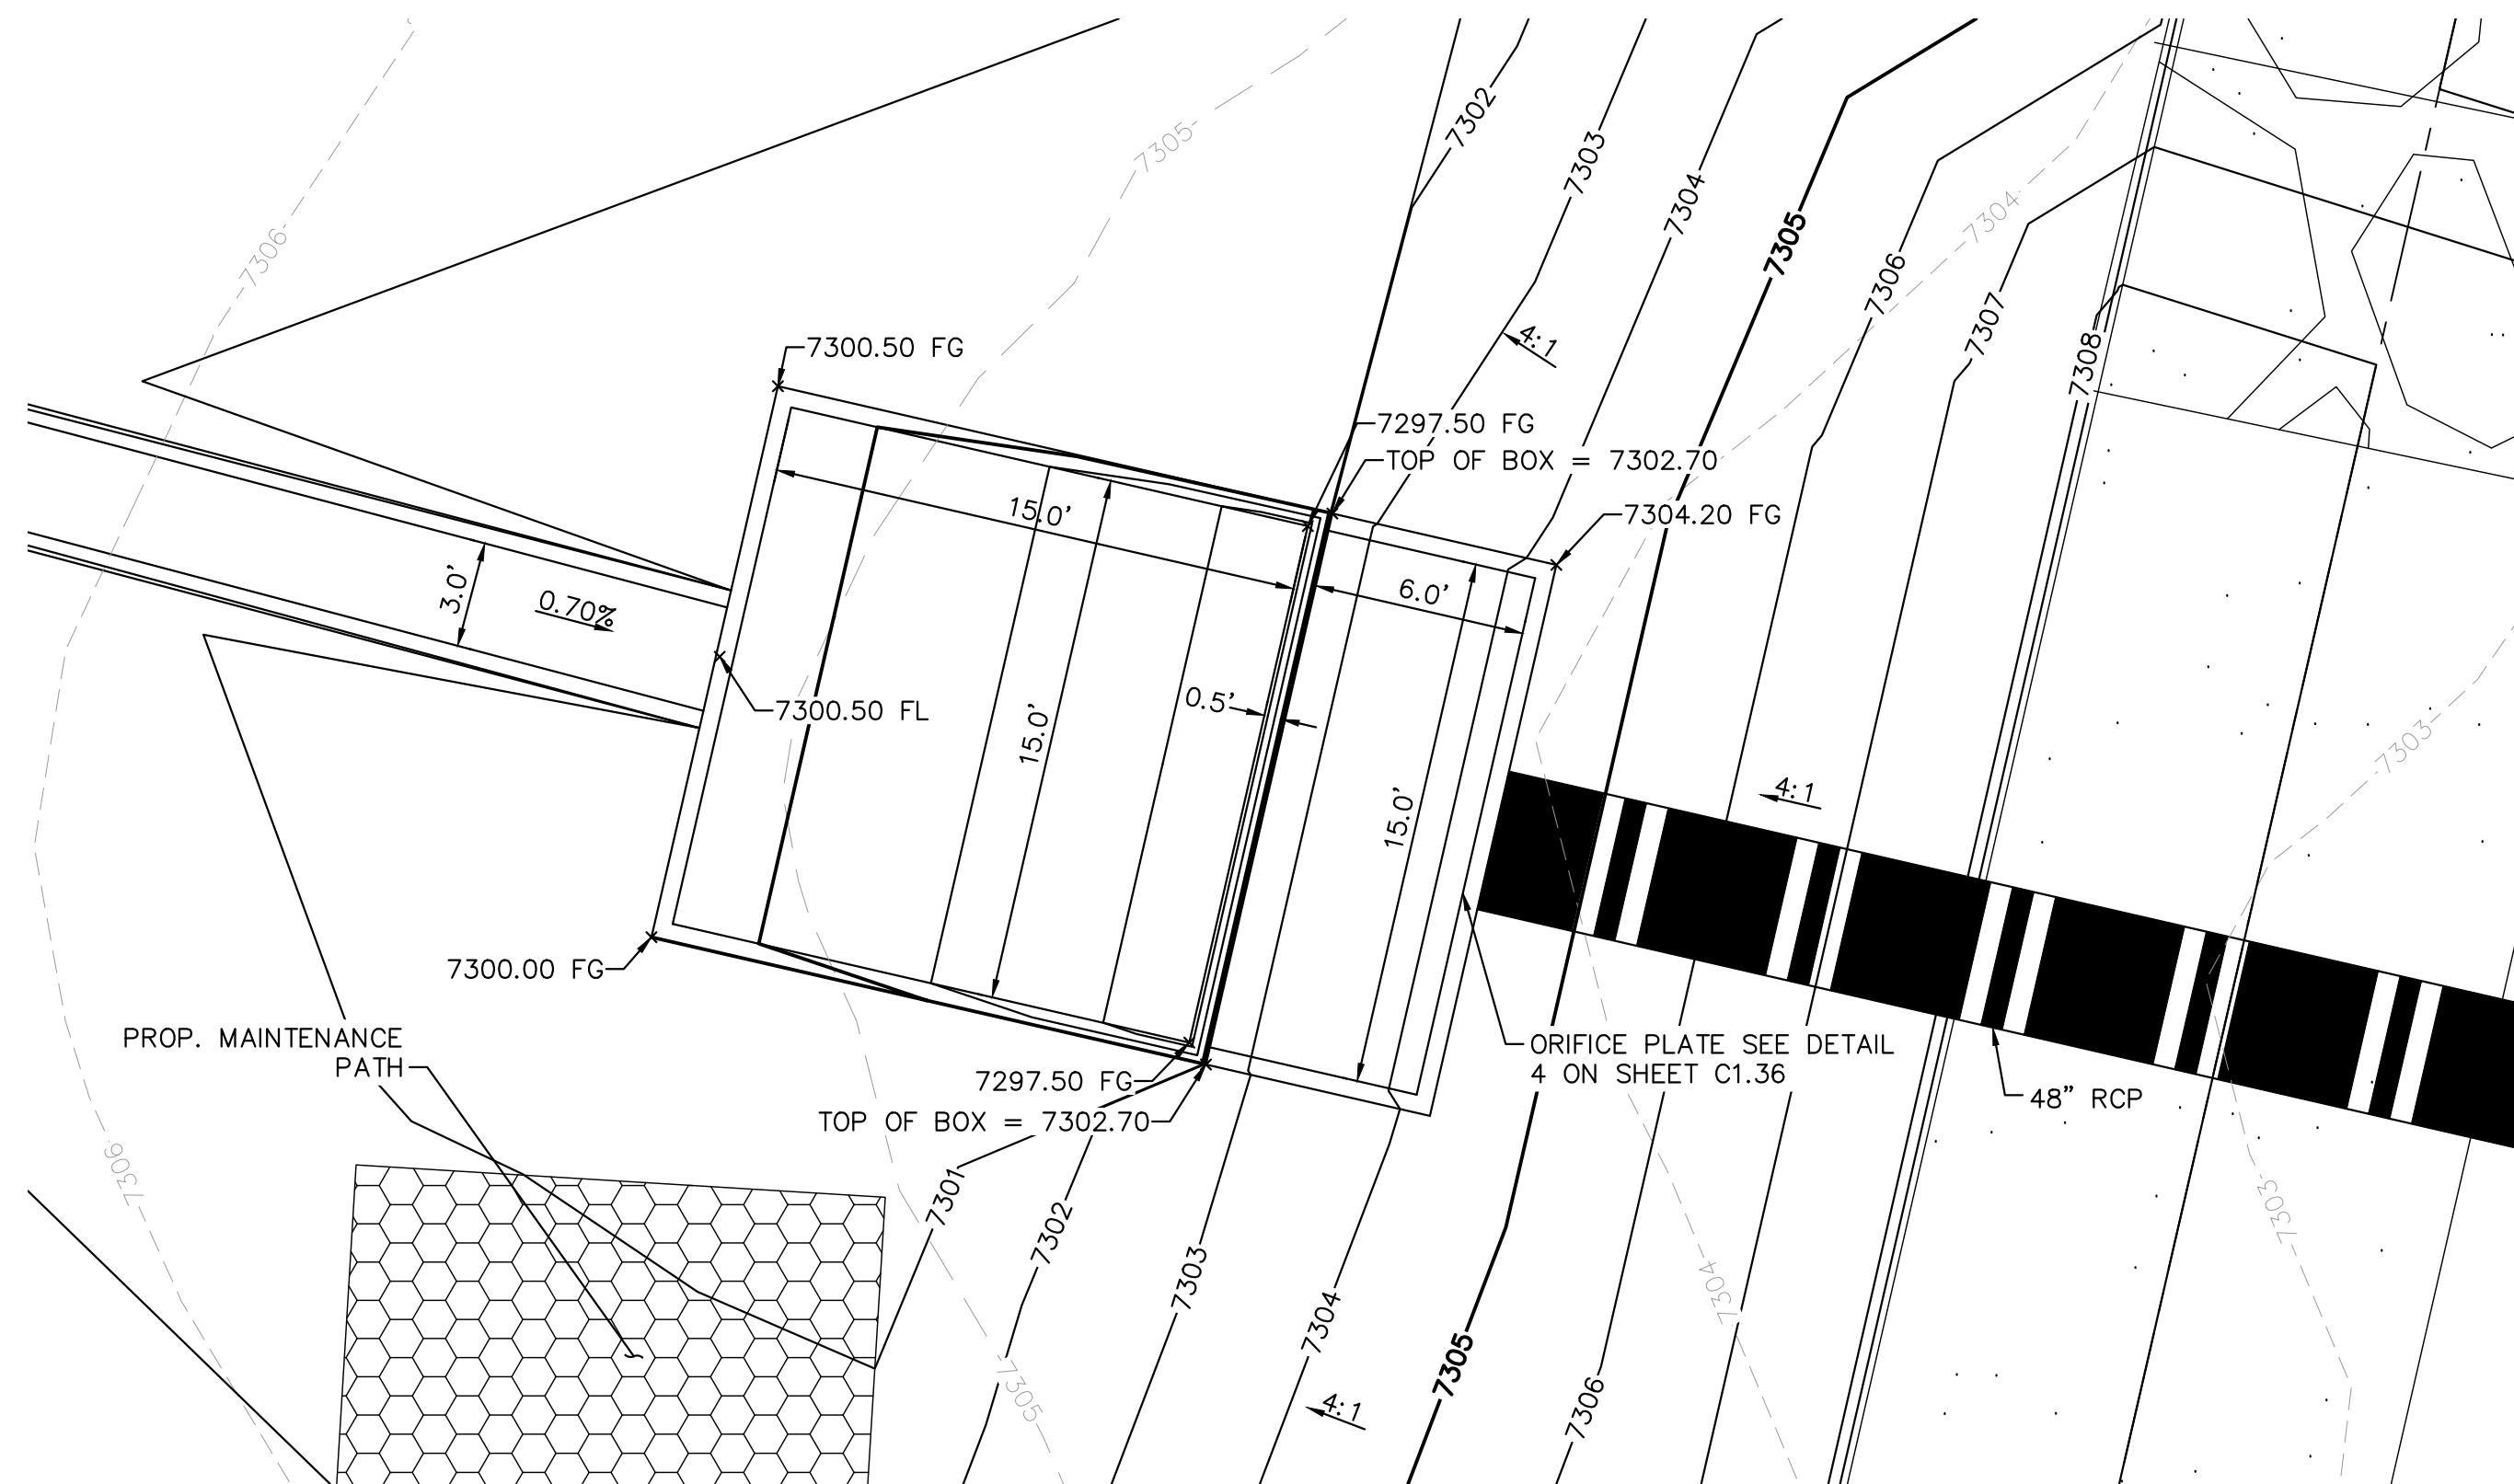 7306
7305
7302
7303
7304
7305
7306
7307
7308
7304
4:1
7300.50 FG
7297.50 FG
TOP OF BOX = 7302.70
7304.20 FG
15.0'
6.0'
3.0'
0.70%
7300.50 FL
15.0'
0.5'
15.0'
4:1
7303
7300.00 FG
PROP. MAINTENANCE
PATH
7297.50 FG
TOP OF BOX = 7302.70
ORIFICE PLATE SEE DETAIL
4 ON SHEET C1.36
48" RCP
7306
7301
7302
7303
7304
7305
7306
7305
7304
7303
4:1